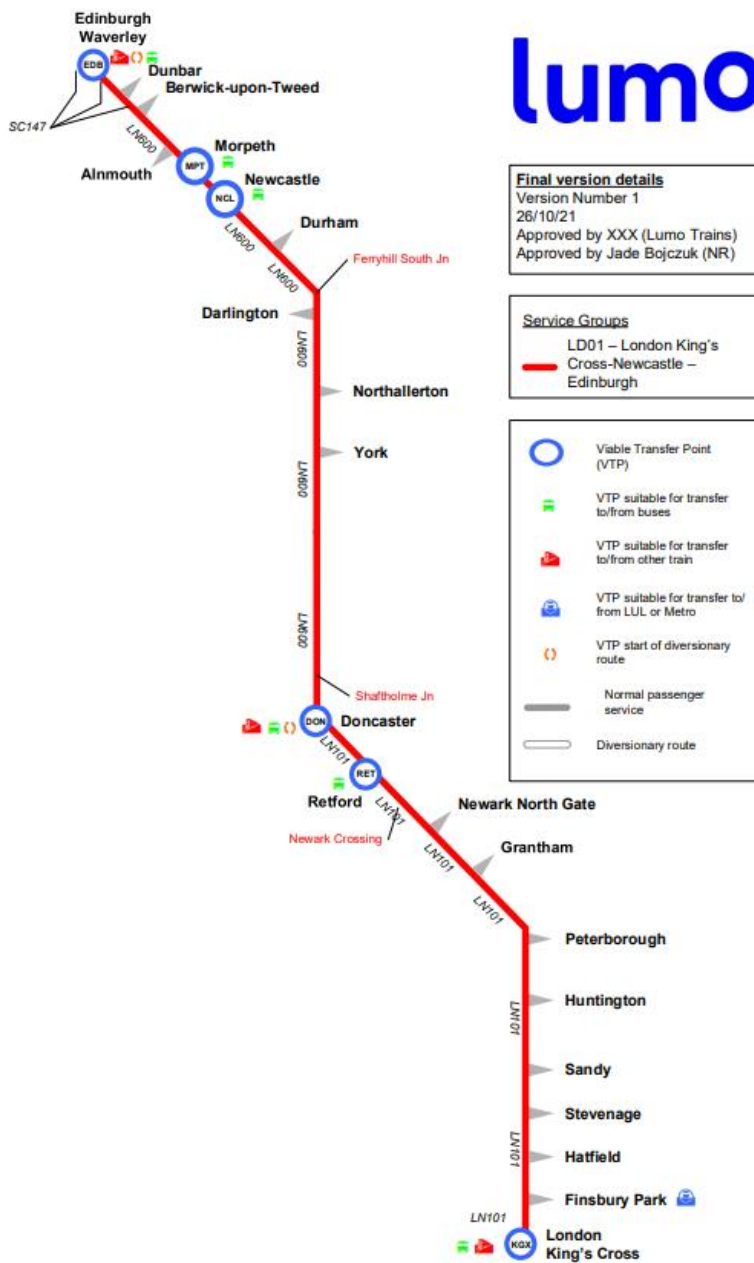 Edinburgh
Waverley
EDB
Dunbar
Berwick-upon-Tweed
SC147
LN600
Morpeth
Alnmouth
MPT
Newcastle
NCL
LN600
Durham
LN600
Ferryhill South Jn
Darlington
LN600
Northallerton
York
LN600
LN600
Shaftholme Jn
DON
Doncaster
LN101
RET
Retford
LN101
Newark North Gate
Newark Crossing
LN101
Grantham
LN101
Peterborough
Huntington
LN101
Sandy
Stevenage
LN101
Hatfield
Finsbury Park
LN101
KGX
London
King's Cross
lumo
Final version details
Version Number 1
26/10/21
Approved by XXX (Lumo Trains)
Approved by Jade Bojczuk (NR)
Service Groups
LD01 – London King's
Cross-Newcastle –
Edinburgh
Viable Transfer Point
(VTP)
VTP suitable for transfer
to/from buses
VTP suitable for transfer
to/from other train
VTP suitable for transfer to/
from LUL or Metro
VTP start of diversionary
route
Normal passenger
service
Diversionary route